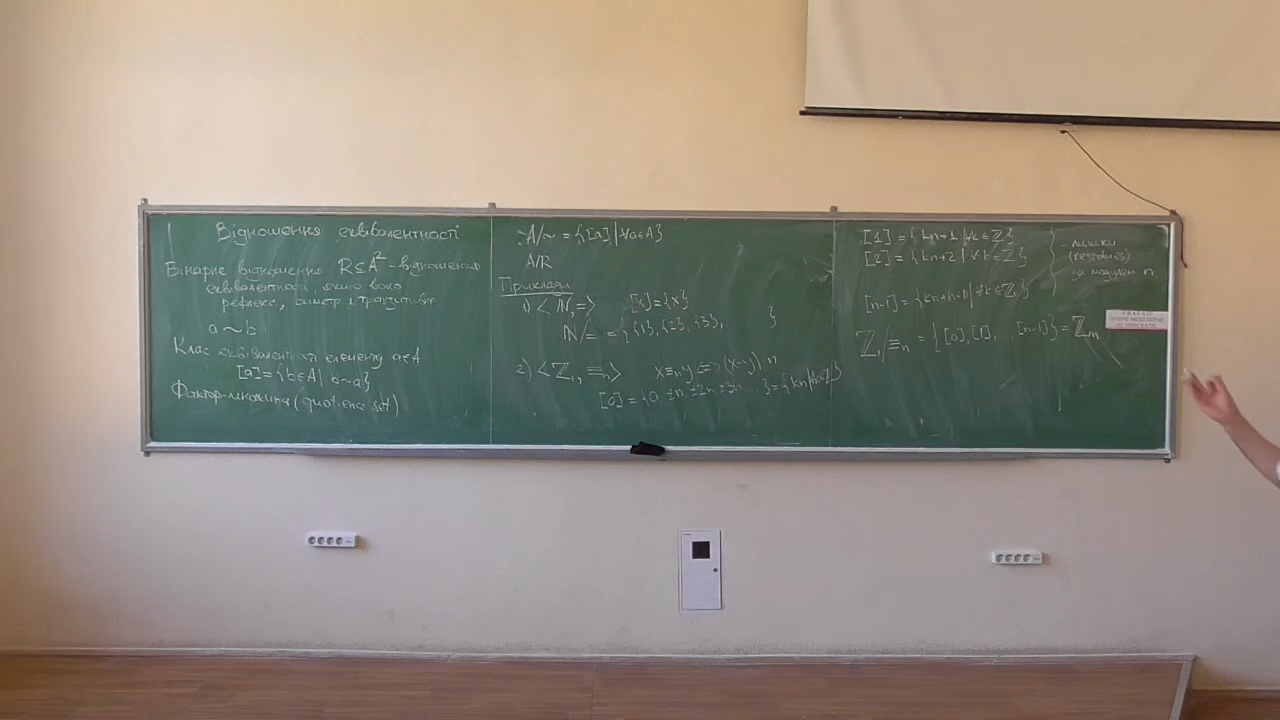 Відношення еквівалентності
Бінарне відношення R⊆A² - відношення
еквівалентності, якщо воно
рефлекс., симетр. і транзитивне
a ~ b
Клас еквівалентності елементу a∈A
[a] = {b∈A | b~a}
Фактор-множина (quotience set)
A/~ = {[a] | ∀a∈A}
A/R
Приклади
1) <ℕ, => [x] = {x}
ℕ/= = {{1}, {2}, {3}, }
2) <ℤ, ≡ₙ> x≡ₙy <=> (x-y)⋮n
[0] = {0, ±n, ±2n, ±3n, ...} = {kn | ∀k∈ℤ}
[1] = {kn+1 | ∀k∈ℤ}
[2] = {kn+2 | ∀k∈ℤ}
[n-1] = {kn+n-1 | ∀k∈ℤ}
- лишки
(residues)
за модулем n
ℤ/≡ₙ = {[0], [1], ..., [n-1]} = ℤₙ
УВАГА!